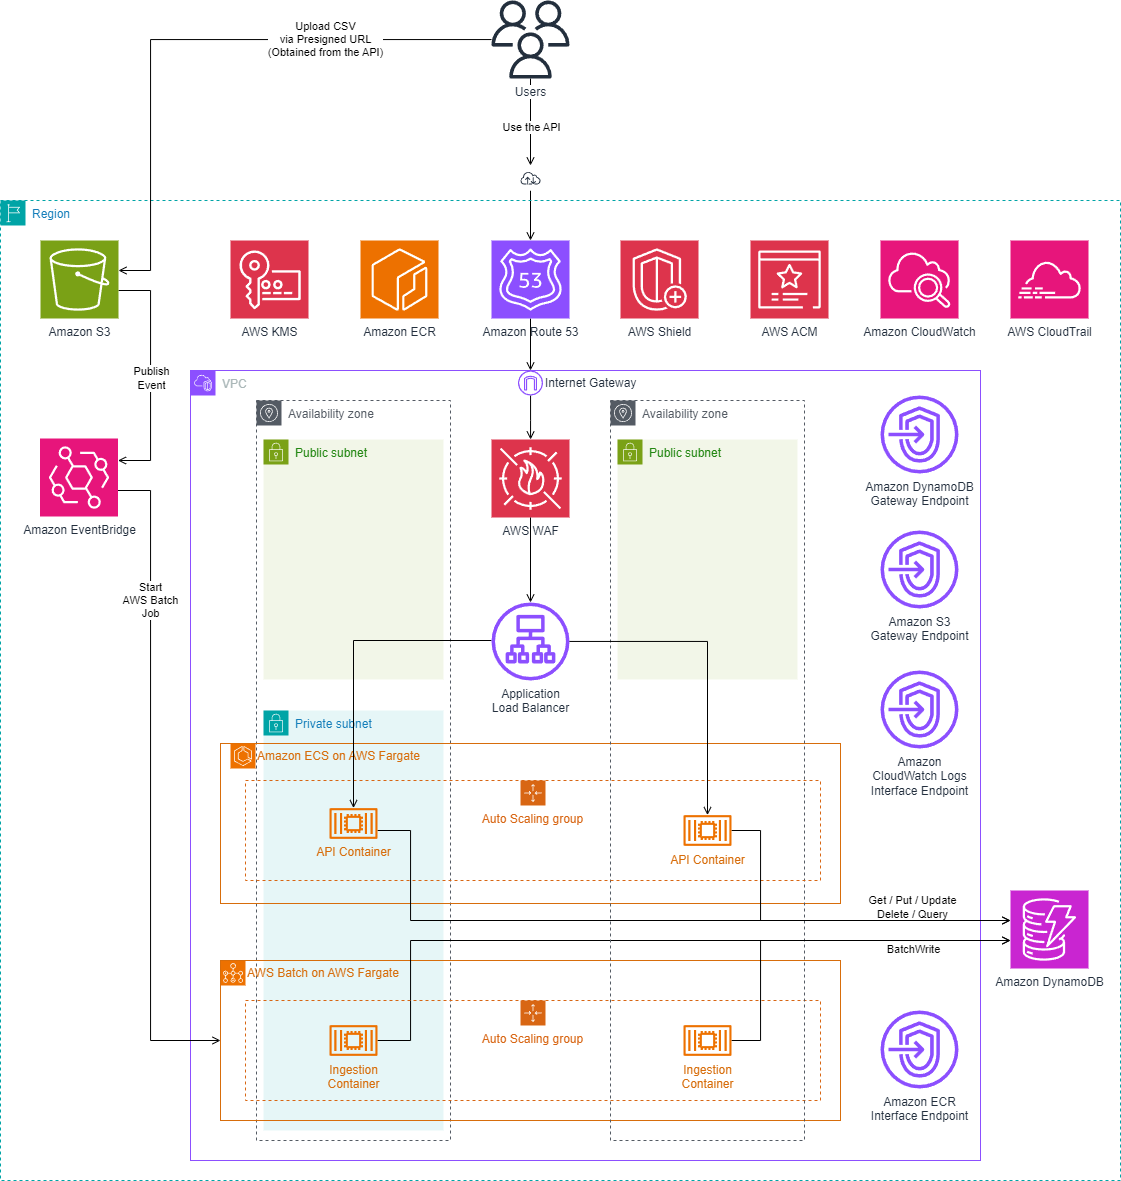 Upload CSV
via Presigned URL
(Obtained from the API)
Users
Use the API
Region
53
Amazon S3
AWS KMS
Amazon ECR
Amazon Route 53
AWS Shield
AWS ACM
Amazon CloudWatch
AWS CloudTrail
Publish
Event
VPC
Internet Gateway
Availability zone
Availability zone
Public subnet
Public subnet
Amazon DynamoDB
Gateway Endpoint
Amazon EventBridge
AWS WAF
Start
AWS Batch
Job
Amazon S3
Gateway Endpoint
Application
Load Balancer
Private subnet
Amazon ECS on AWS Fargate
Amazon
CloudWatch Logs
Interface Endpoint
Auto Scaling group
API Container
API Container
Get / Put / Update
Delete / Query
BatchWrite
Amazon DynamoDB
AWS Batch on AWS Fargate
Auto Scaling group
Ingestion
Container
Ingestion
Container
Amazon ECR
Interface Endpoint